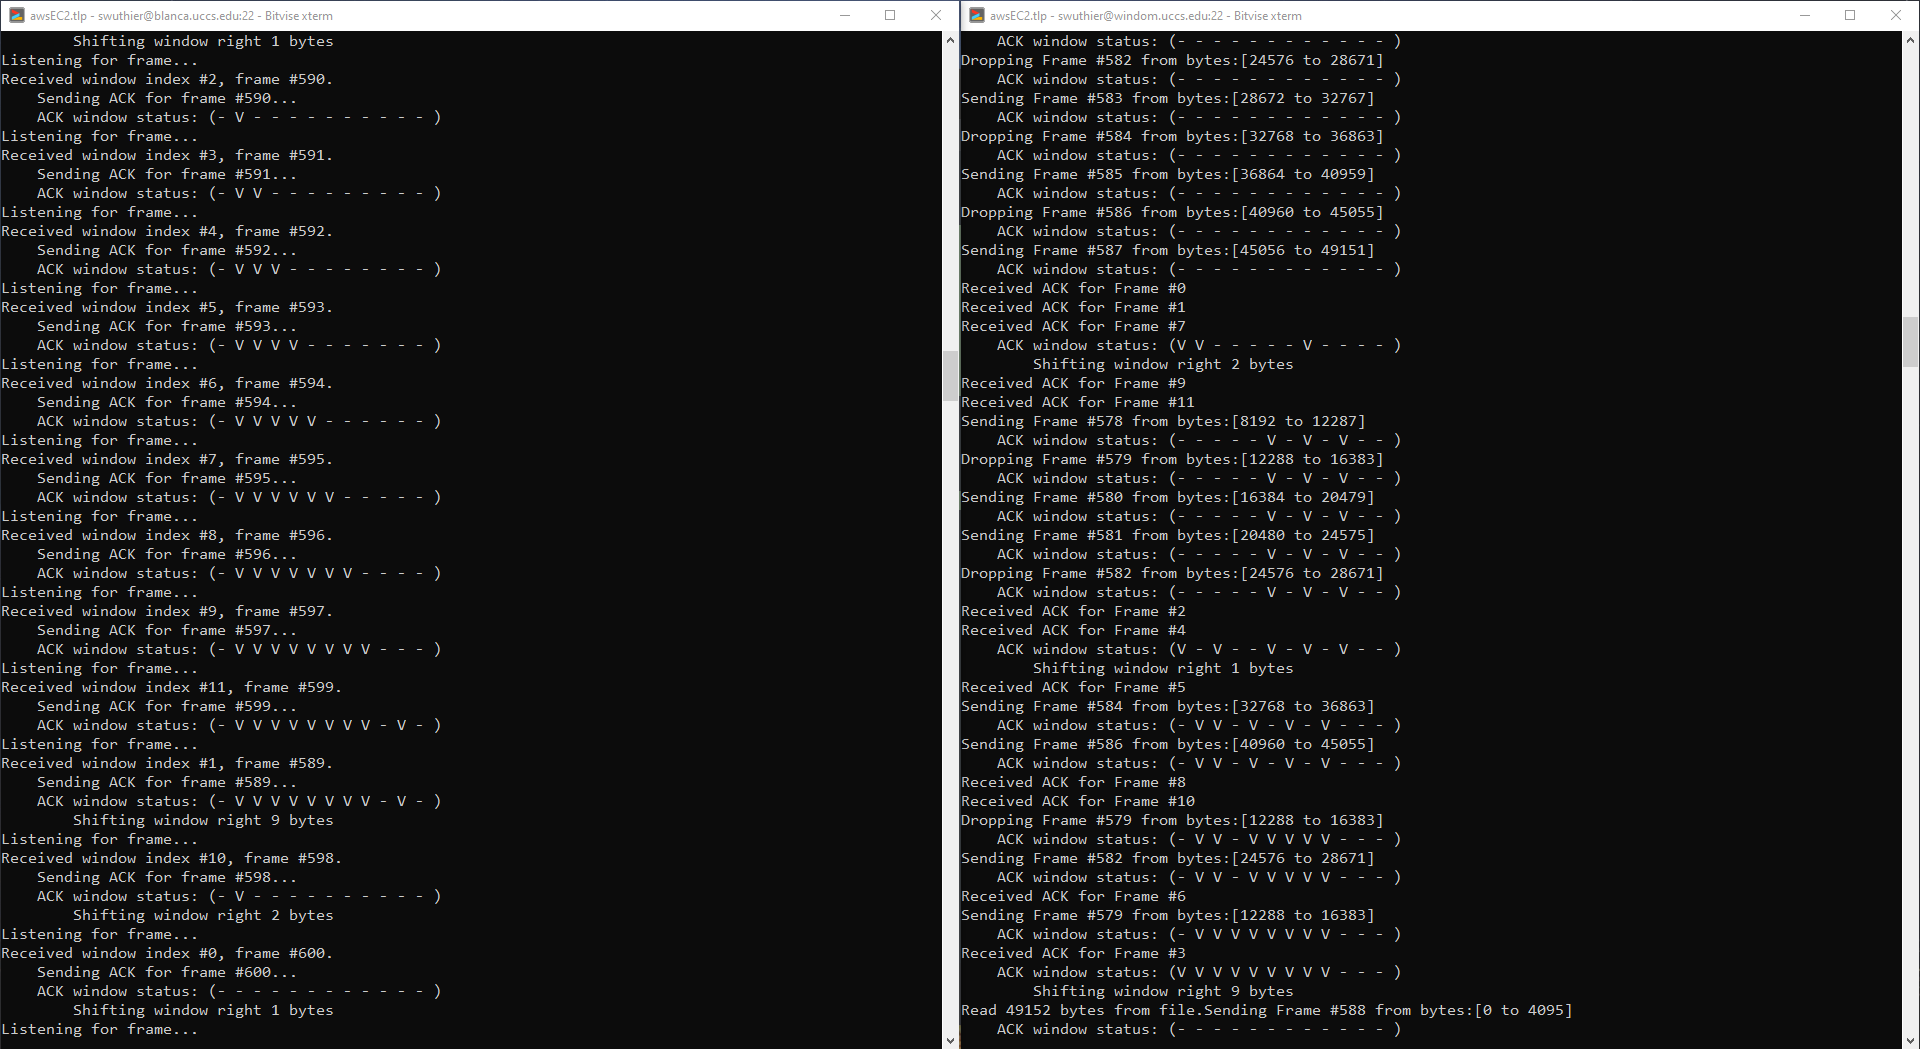 awsEC2.tlp - swuthier@blanca.uccs.edu:22 - Bitvise xterm
Shifting window right 1 bytes
Listening for frame...
Received window index #2, frame #590.
Sending ACK for frame #590...
ACK window status: (- V - - - - - - - - - - )
Listening for frame...
Received window index #3, frame #591.
Sending ACK for frame #591...
ACK window status: (- V V - - - - - - - - - )
Listening for frame...
Received window index #4, frame #592.
Sending ACK for frame #592...
ACK window status: (- V V V - - - - - - - - )
Listening for frame...
Received window index #5, frame #593.
Sending ACK for frame #593...
ACK window status: (- V V V V - - - - - - - )
Listening for frame...
Received window index #6, frame #594.
Sending ACK for frame #594...
ACK window status: (- V V V V V - - - - - - )
Listening for frame...
Received window index #7, frame #595.
Sending ACK for frame #595...
ACK window status: (- V V V V V V - - - - - )
Listening for frame...
Received window index #8, frame #596.
Sending ACK for frame #596...
ACK window status: (- V V V V V V V - - - - )
Listening for frame...
Received window index #9, frame #597.
Sending ACK for frame #597...
ACK window status: (- V V V V V V V V - - - )
Listening for frame...
Received window index #11, frame #599.
Sending ACK for frame #599...
ACK window status: (- V V V V V V V V - V - )
Listening for frame...
Received window index #1, frame #589.
Sending ACK for frame #589...
ACK window status: (- V V V V V V V V - V - )
Shifting window right 9 bytes
Listening for frame...
Received window index #10, frame #598.
Sending ACK for frame #598...
ACK window status: (- V - - - - - - - - - - )
Shifting window right 2 bytes
Listening for frame...
Received window index #0, frame #600.
Sending ACK for frame #600...
ACK window status: (- - - - - - - - - - - - )
Shifting window right 1 bytes
Listening for frame...
awsEC2.tlp - swuthier@windom.uccs.edu:22 - Bitvise xterm
ACK window status: (- - - - - - - - - - - - )
Dropping Frame #582 from bytes:[24576 to 28671]
ACK window status: (- - - - - - - - - - - - )
Sending Frame #583 from bytes:[28672 to 32767]
ACK window status: (- - - - - - - - - - - - )
Dropping Frame #584 from bytes:[32768 to 36863]
ACK window status: (- - - - - - - - - - - - )
Sending Frame #585 from bytes:[36864 to 40959]
ACK window status: (- - - - - - - - - - - - )
Dropping Frame #586 from bytes:[40960 to 45055]
ACK window status: (- - - - - - - - - - - - )
Sending Frame #587 from bytes:[45056 to 49151]
ACK window status: (- - - - - - - - - - - - )
Received ACK for Frame #0
Received ACK for Frame #1
Received ACK for Frame #7
ACK window status: (V V - - - - - V - - - - )
Shifting window right 2 bytes
Received ACK for Frame #9
Received ACK for Frame #11
Sending Frame #578 from bytes:[8192 to 12287]
ACK window status: (- - - - - V - V - V - - )
Dropping Frame #579 from bytes:[12288 to 16383]
ACK window status: (- - - - - V - V - V - - )
Sending Frame #580 from bytes:[16384 to 20479]
ACK window status: (- - - - - V - V - V - - )
Sending Frame #581 from bytes:[20480 to 24575]
ACK window status: (- - - - - V - V - V - - )
Dropping Frame #582 from bytes:[24576 to 28671]
ACK window status: (- - - - - V - V - V - - )
Received ACK for Frame #2
Received ACK for Frame #4
ACK window status: (V - V - - V - V - V - - )
Shifting window right 1 bytes
Received ACK for Frame #5
Sending Frame #584 from bytes:[32768 to 36863]
ACK window status: (- V V - V - V - V - - - )
Sending Frame #586 from bytes:[40960 to 45055]
ACK window status: (- V V - V - V - V - - - )
Received ACK for Frame #8
Received ACK for Frame #10
Dropping Frame #579 from bytes:[12288 to 16383]
ACK window status: (- V V - V V V V V - - - )
Sending Frame #582 from bytes:[24576 to 28671]
ACK window status: (- V V - V V V V V - - - )
Received ACK for Frame #6
Sending Frame #579 from bytes:[12288 to 16383]
ACK window status: (- V V V V V V V V - - - )
Received ACK for Frame #3
ACK window status: (V V V V V V V V V - - - )
Shifting window right 9 bytes
Read 49152 bytes from file.Sending Frame #588 from bytes:[0 to 4095]
ACK window status: (- - - - - - - - - - - - )